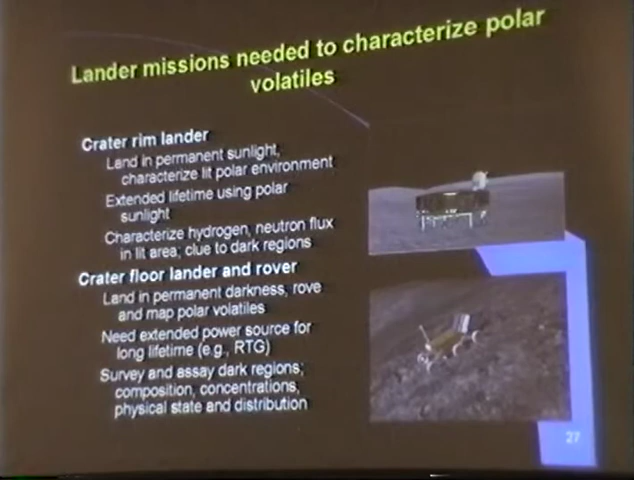 Lander missions needed to characterize polar
volatiles
Crater rim lander
Land in permanent sunlight,
characterize lit polar environment
Extended lifetime using polar
sunlight
Characterize hydrogen, neutron flux
in lit area; clue to dark regions
Crater floor lander and rover
Land in permanent darkness, rove
and map polar volatiles
Need extended power source for
long lifetime (e.g., RTG)
Survey and assay dark regions;
composition, concentrations,
physical state and distribution
27